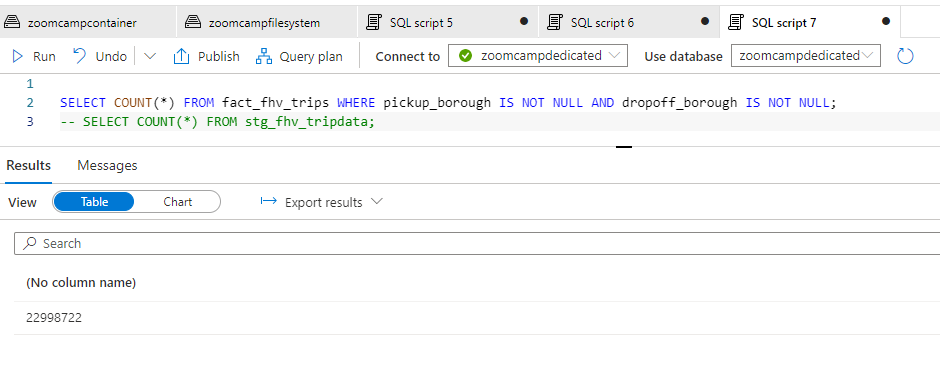 zoomcampcontainer zoomcampfilesystem SQL script 5 SQL script 6 SQL script 7
Run Undo Publish Query plan Connect to zoomcampdedicated Use database zoomcampdedicated
1
2 SELECT COUNT(*) FROM fact_fhv_trips WHERE pickup_borough IS NOT NULL AND dropoff_borough IS NOT NULL;
3 -- SELECT COUNT(*) FROM stg_fhv_tripdata;
Results Messages
View Table Chart Export results
Search
(No column name)
22998722